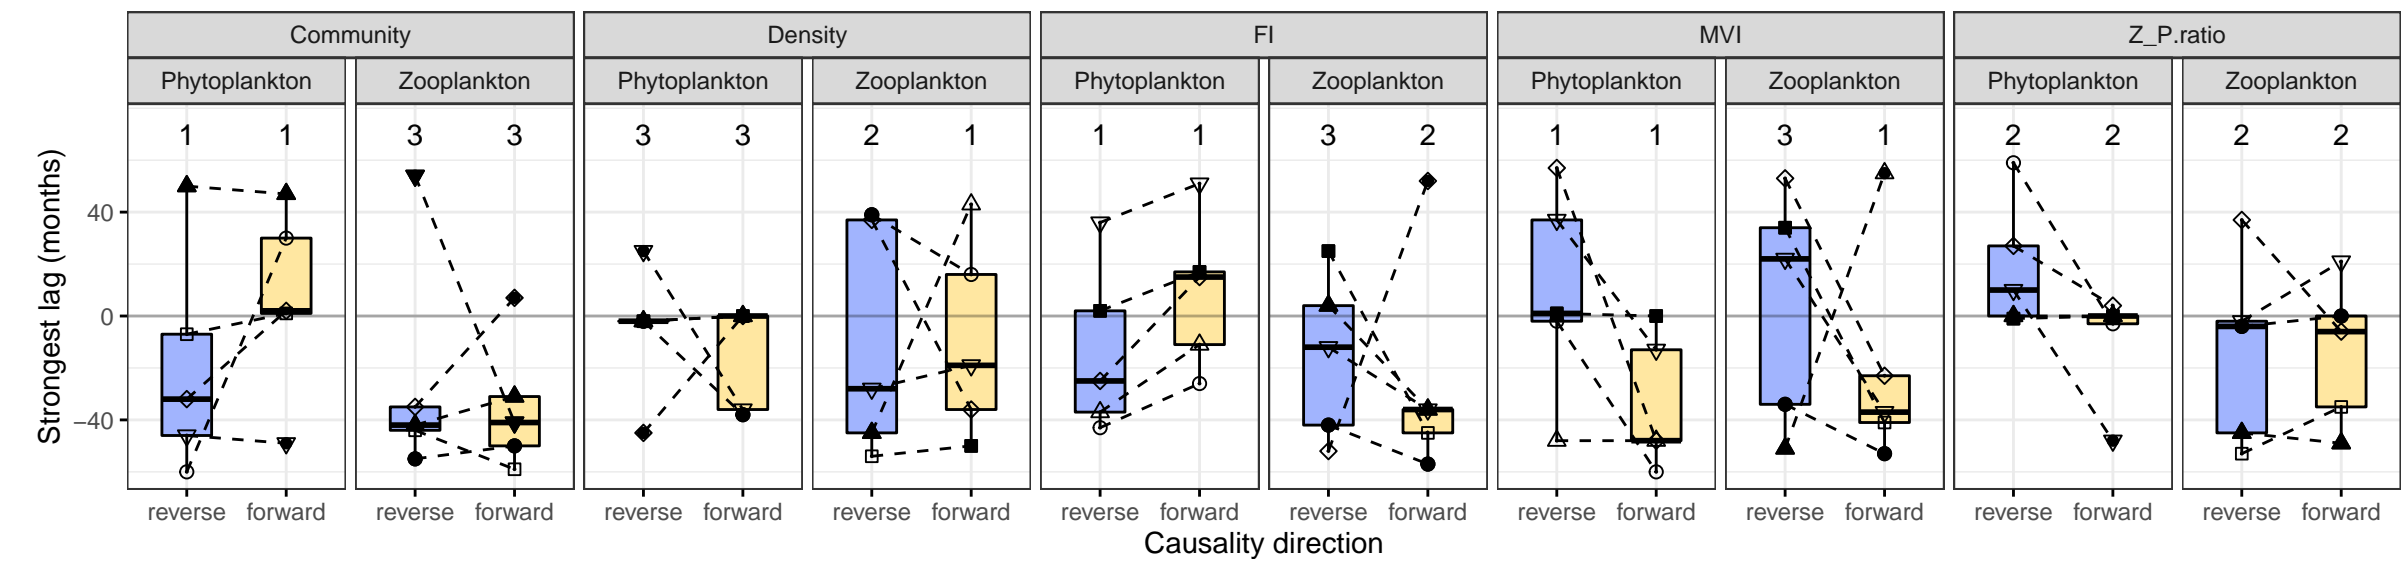 Community Density FI MVI Z_P.ratio
Phytoplankton Zooplankton Phytoplankton Zooplankton Phytoplankton Zooplankton Phytoplankton Zooplankton Phytoplankton Zooplankton
1 1 3 3 3 3 2 1 1 1 3 2 1 1 3 1 2 2 2 2
40
0
−40
Strongest lag (months)
reverse forward reverse forward reverse forward reverse forward reverse forward reverse forward reverse forward reverse forward reverse forward reverse forward
Causality direction